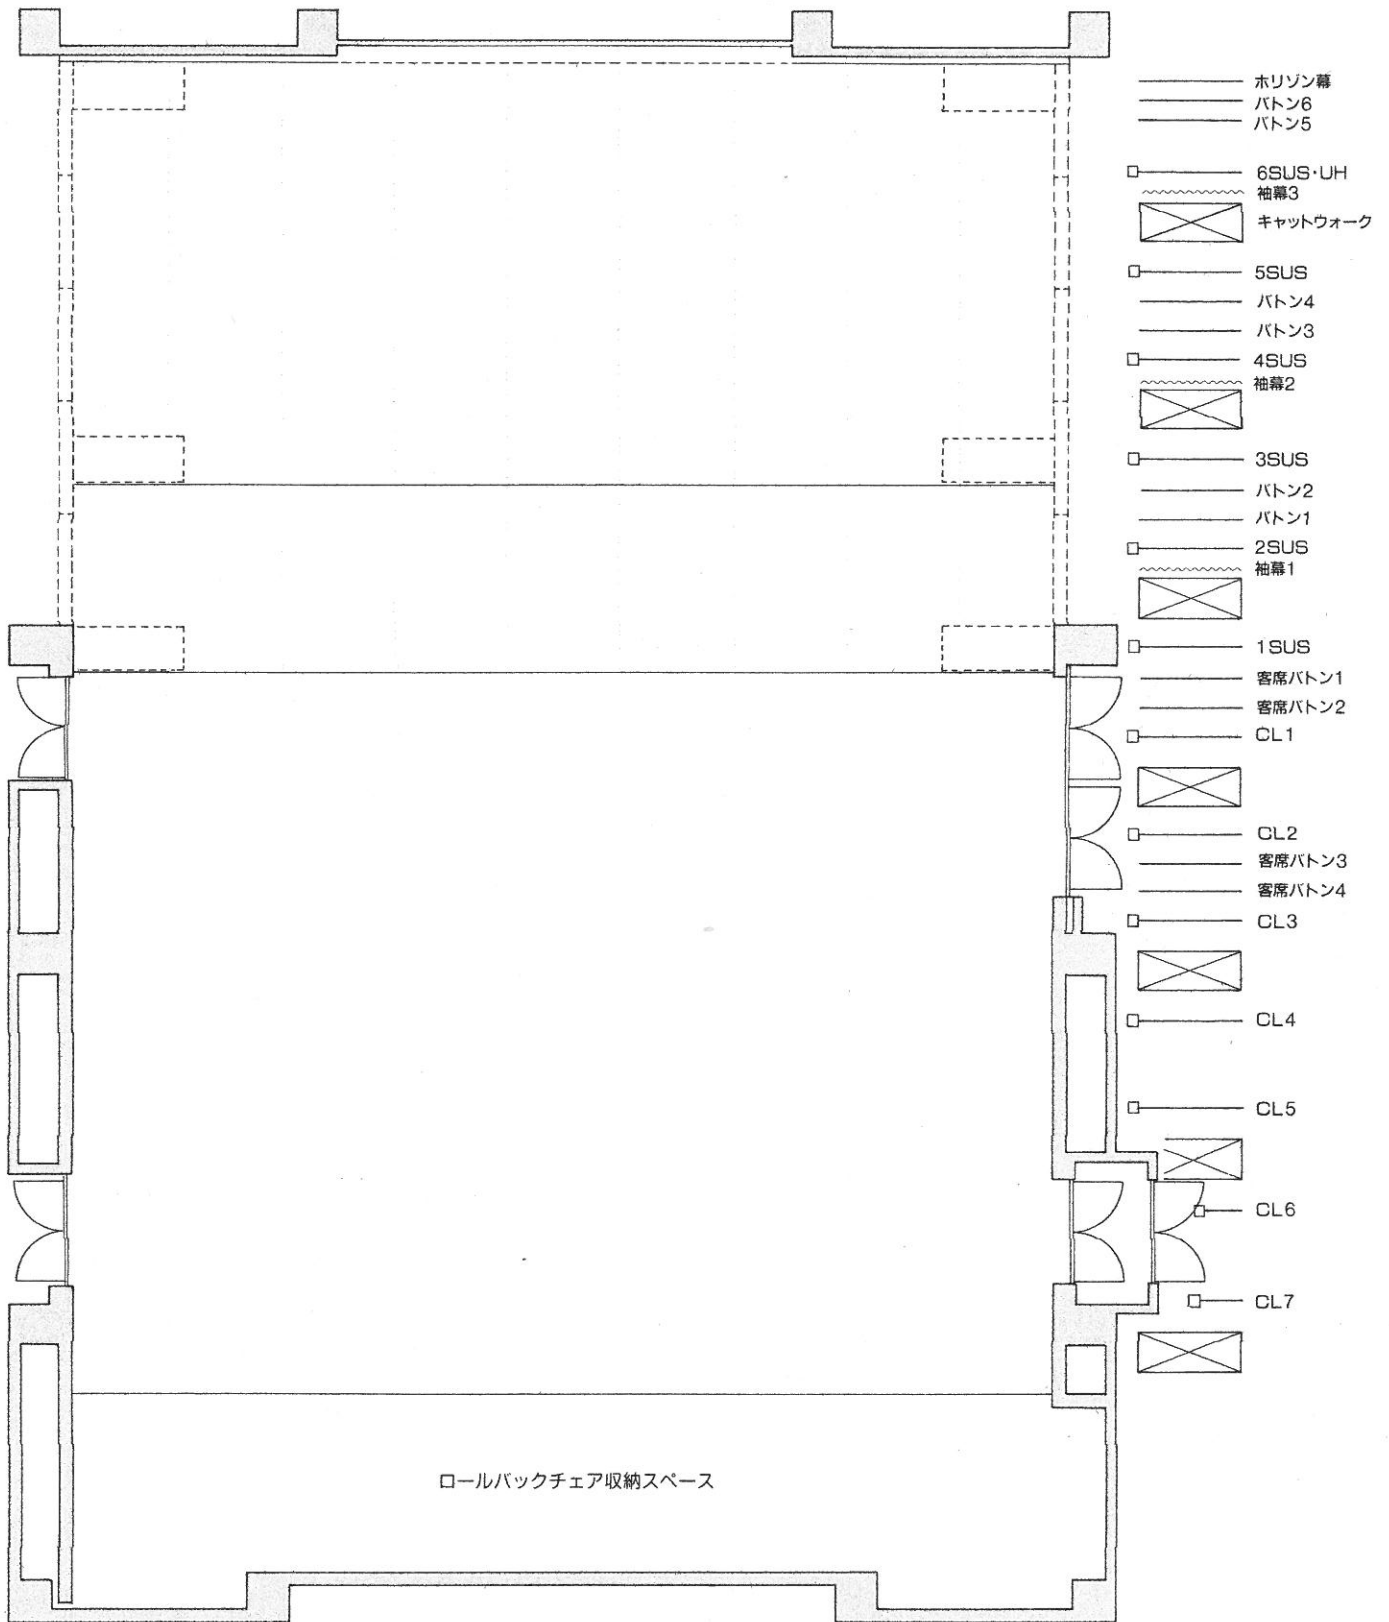 ホリゾン幕
バトン6
バトン5
6SUS・UH
袖幕3
キャットウォーク
5SUS
バトン4
バトン3
4SUS
袖幕2
3SUS
バトン2
バトン1
2SUS
袖幕1
1SUS
客席バトン1
客席バトン2
CL1
CL2
客席バトン3
客席バトン4
CL3
CL4
CL5
CL6
CL7
ロールバックチェア収納スペース